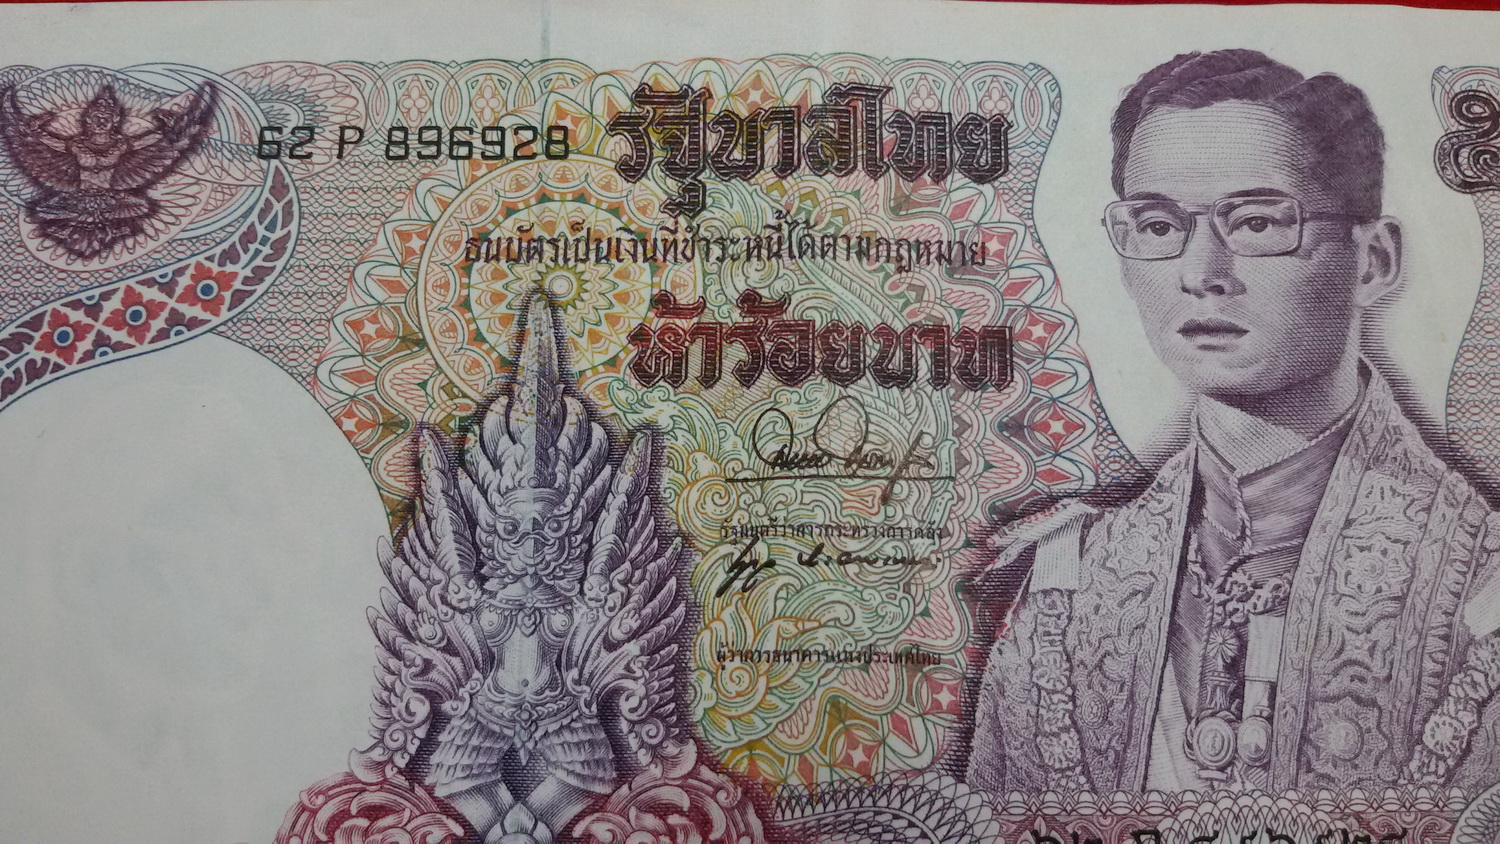 62 P 896928
รัฐบาลไทย
ธนบัตรเป็นเงินที่ชำระหนี้ได้ตามกฎหมาย
ห้าร้อยบาท
รัฐมนตรีว่าการกระทรวงการคลัง
ผู้ว่าการธนาคารแห่งประเทศไทย